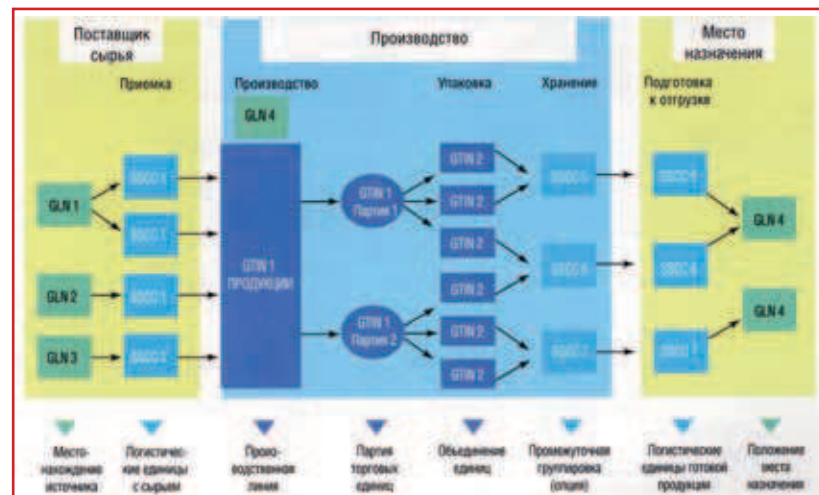 Поставщик
сырья
Производство
Место
назначения
Приемка
Производство
Упаковка
Хранение
Подготовка
к отгрузке
GLN 4
GLN 1
GLN 2
GLN 3
GTIN 1
ПРОДУКЦИИ
GTIN 1
Партия 1
GTIN 1
Партия 2
GTIN 2
GTIN 2
GTIN 2
GTIN 2
GTIN 2
GTIN 2
GLN 4
GLN 4
Место-
нахождение
источника
Логистичес-
кие единицы
с сырьем
Произ-
водственная
линия
Партия
торговых
единиц
Объединение
единиц
Промежуточная
группировка
(опция)
Логистические
единицы готовой
продукции
Положение
места
назначения